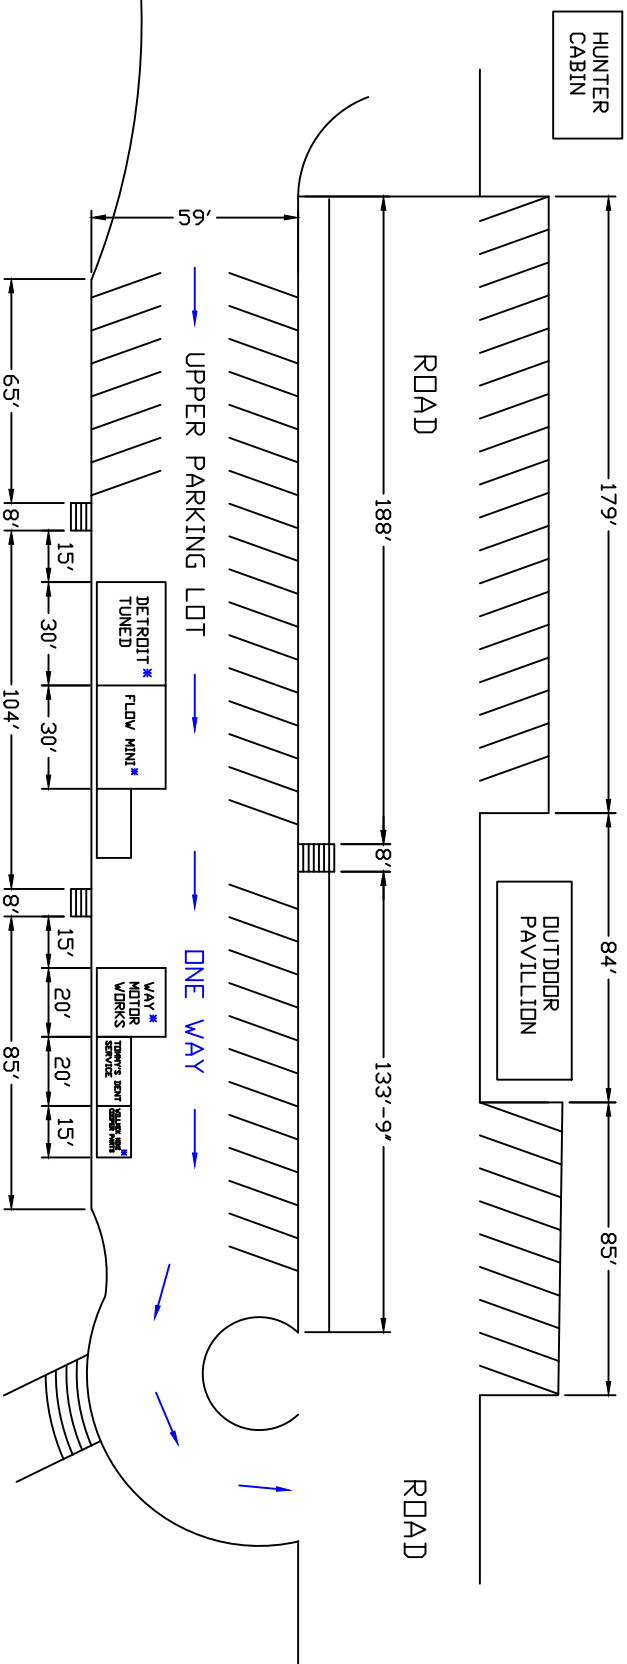 HUNTER
CABIN
179'
84'
85'
OUTDOOR
PAVILLION
ROAD
ROAD
188'
8'
133'-9"
59'
UPPER PARKING LOT
ONE WAY
DETROIT *
TUNED
FLOW MINI *
WAY *
MOTOR
WORKS
TOMMY'S DENT
SERVICE
15'
30'
30'
15'
20'
20'
15'
65'
8'
104'
8'
85'